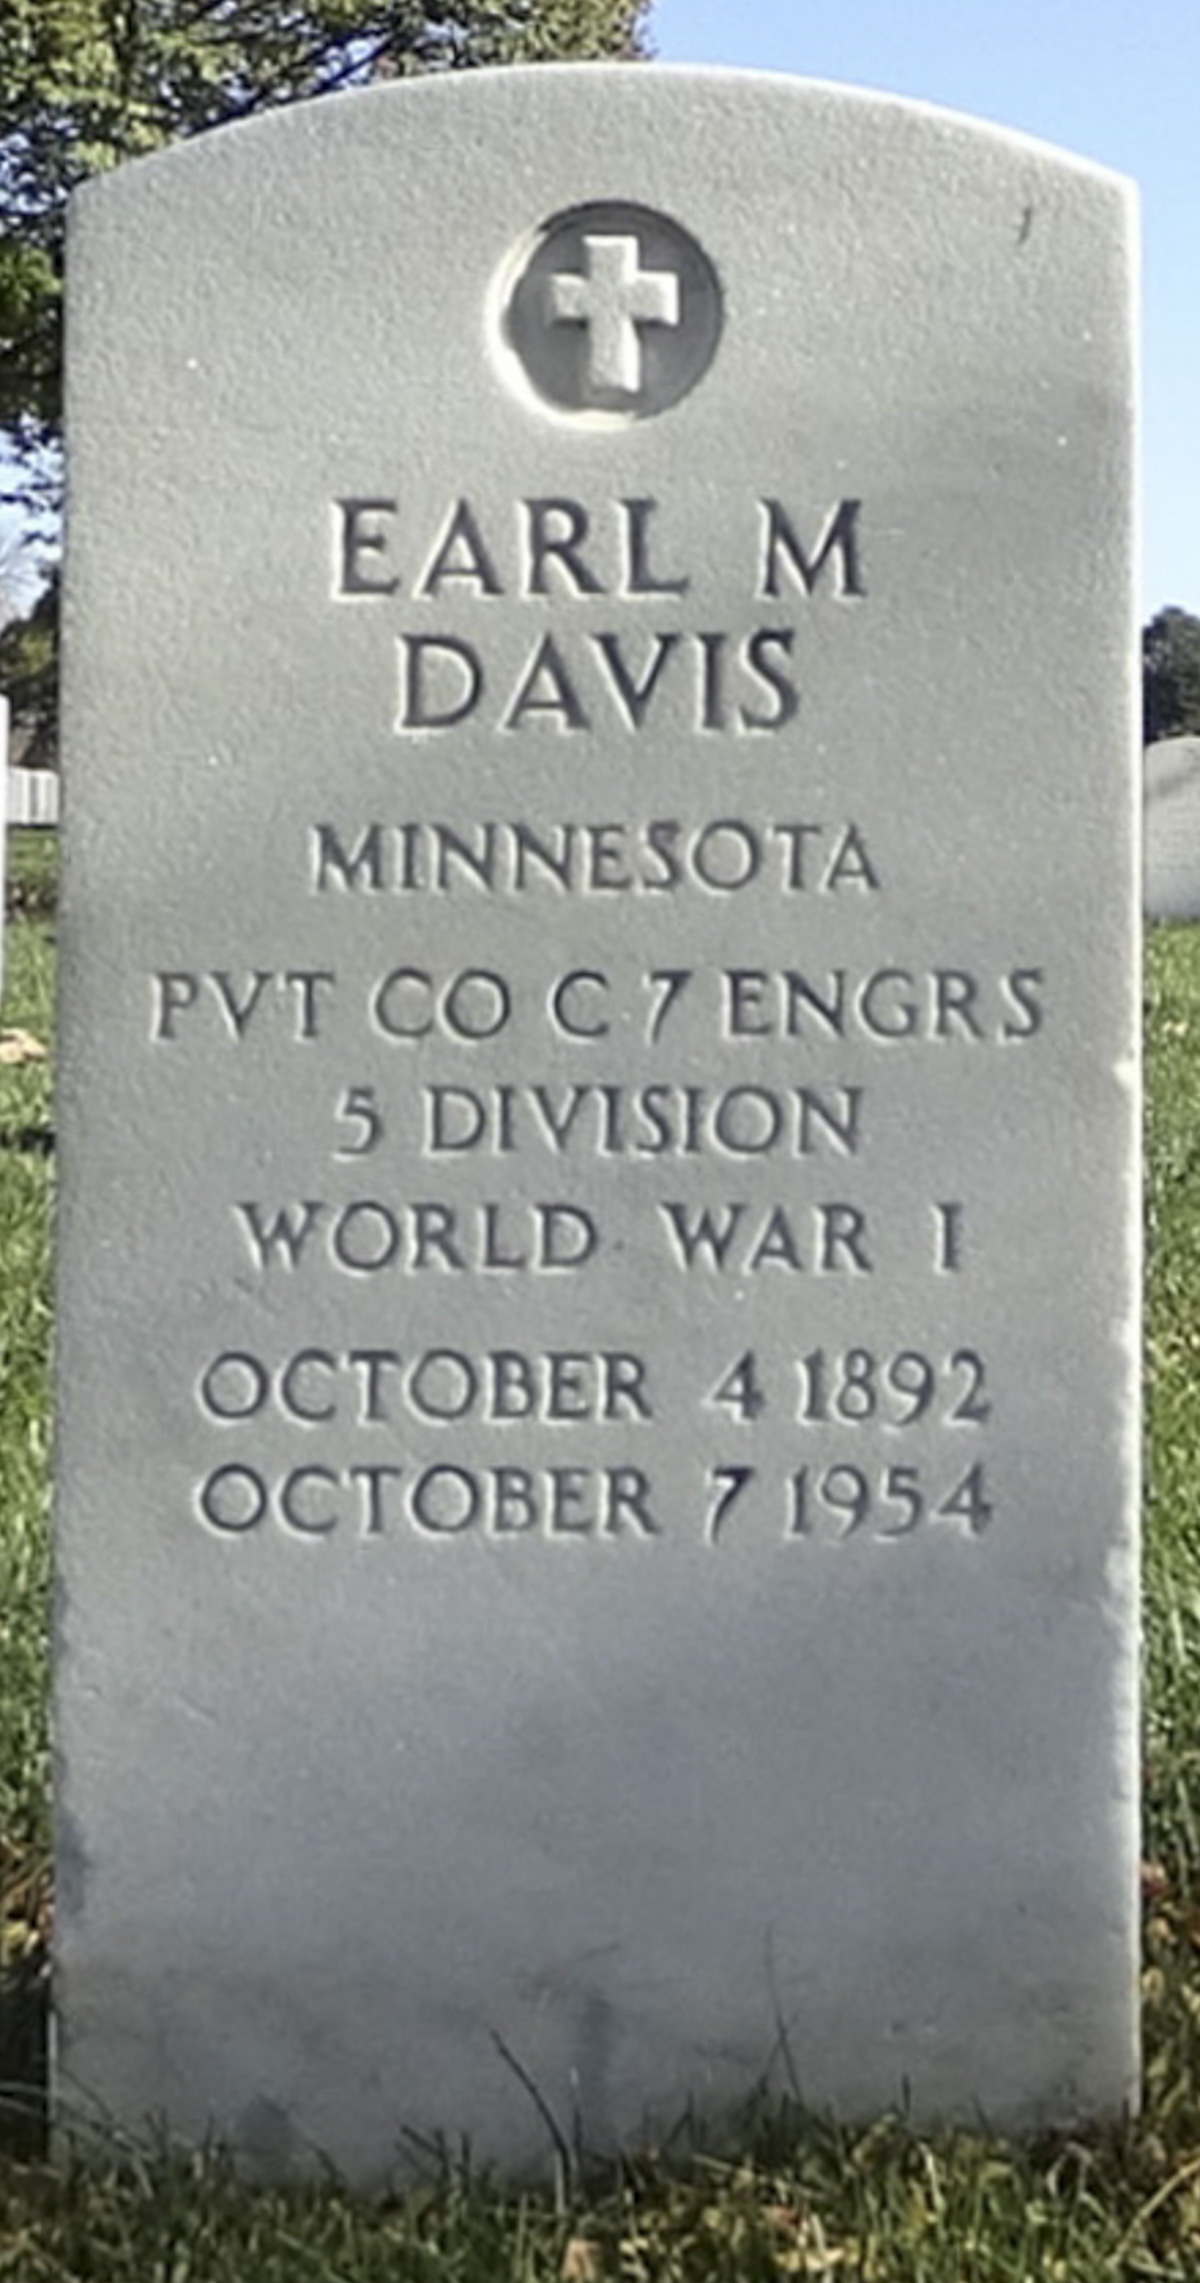 EARL M
DAVIS
MINNESOTA
PVT CO C 7 ENGRS
5 DIVISION
WORLD WAR I
OCTOBER 4 1892
OCTOBER 7 1954